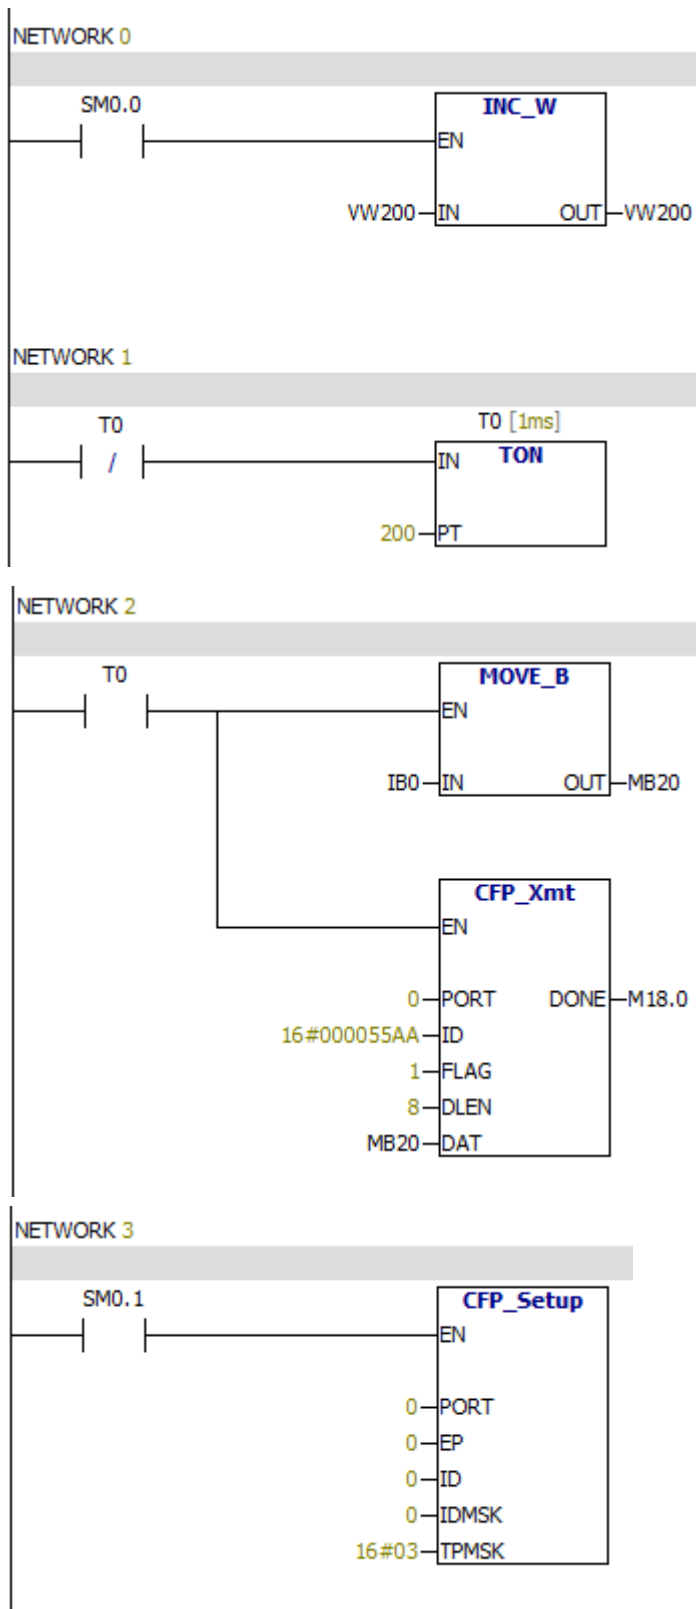 NETWORK 0
SM0.0
INC_W
EN
VW200 IN OUT VW200
NETWORK 1
T0 T0 [1ms]
/ IN TON
200 PT
NETWORK 2
T0 MOVE_B
EN
IB0 IN OUT MB20
CFP_Xmt
EN
0 PORT DONE M18.0
16#000055AA ID
1 FLAG
8 DLEN
MB20 DAT
NETWORK 3
SM0.1 CFP_Setup
EN
0 PORT
0 EP
0 ID
0 IDMSK
16#03 TPMSK